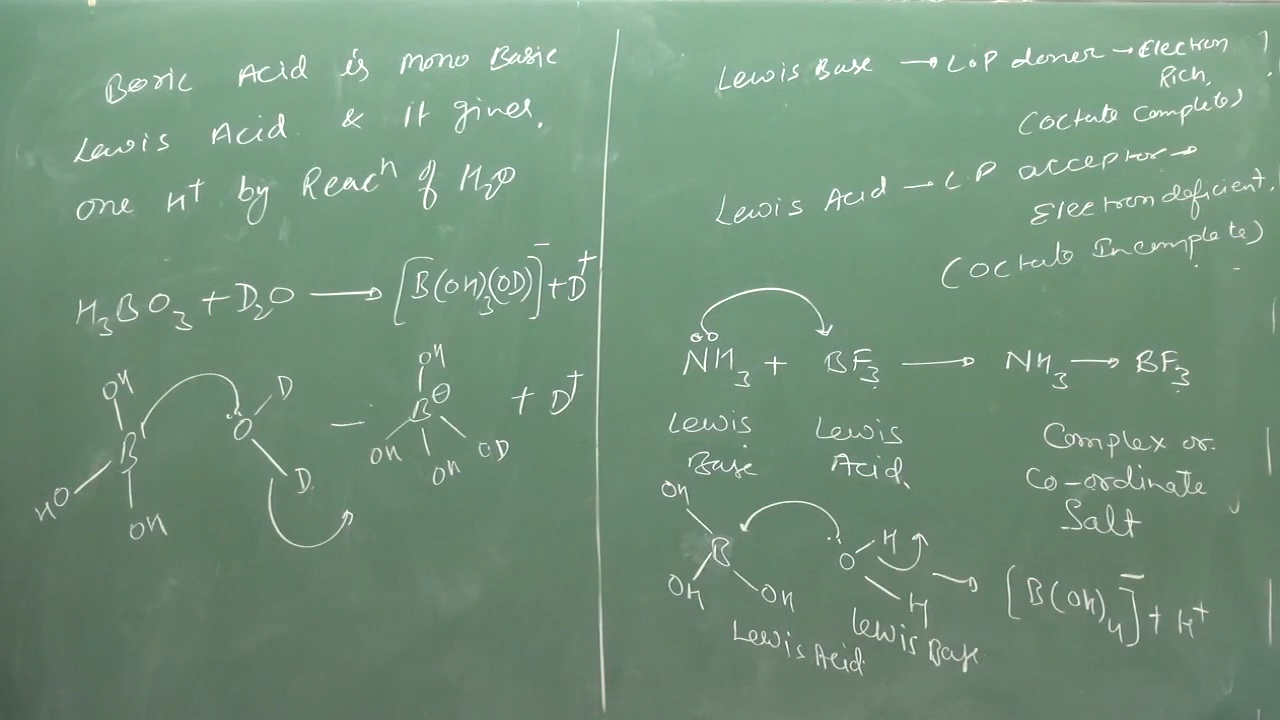 Boric Acid is mono Basic
Lewis Acid & it gives
one H⁺ by Reacⁿ of H₂O
H₃BO₃ + D₂O → [B(OH)₃(OD)]⁻ + D⁺
OH
B
HO
OH
O
D
D
OH
B⊖
OH
OH
OD
+ D⁺
Lewis Base → L.P doner → Electron
Rich,
(Octate Complete)
Lewis Acid → L.P acceptor →
Electron deficient.
(Octate Incomplete)
NH₃ + BF₃ → NH₃ → BF₃
Lewis
Base
Lewis
Acid
Complex or
Co-ordinate
Salt
OH
B
OH
OH
O
H
H
→ [B(OH)₄]⁻ + H⁺
Lewis Acid
Lewis Base